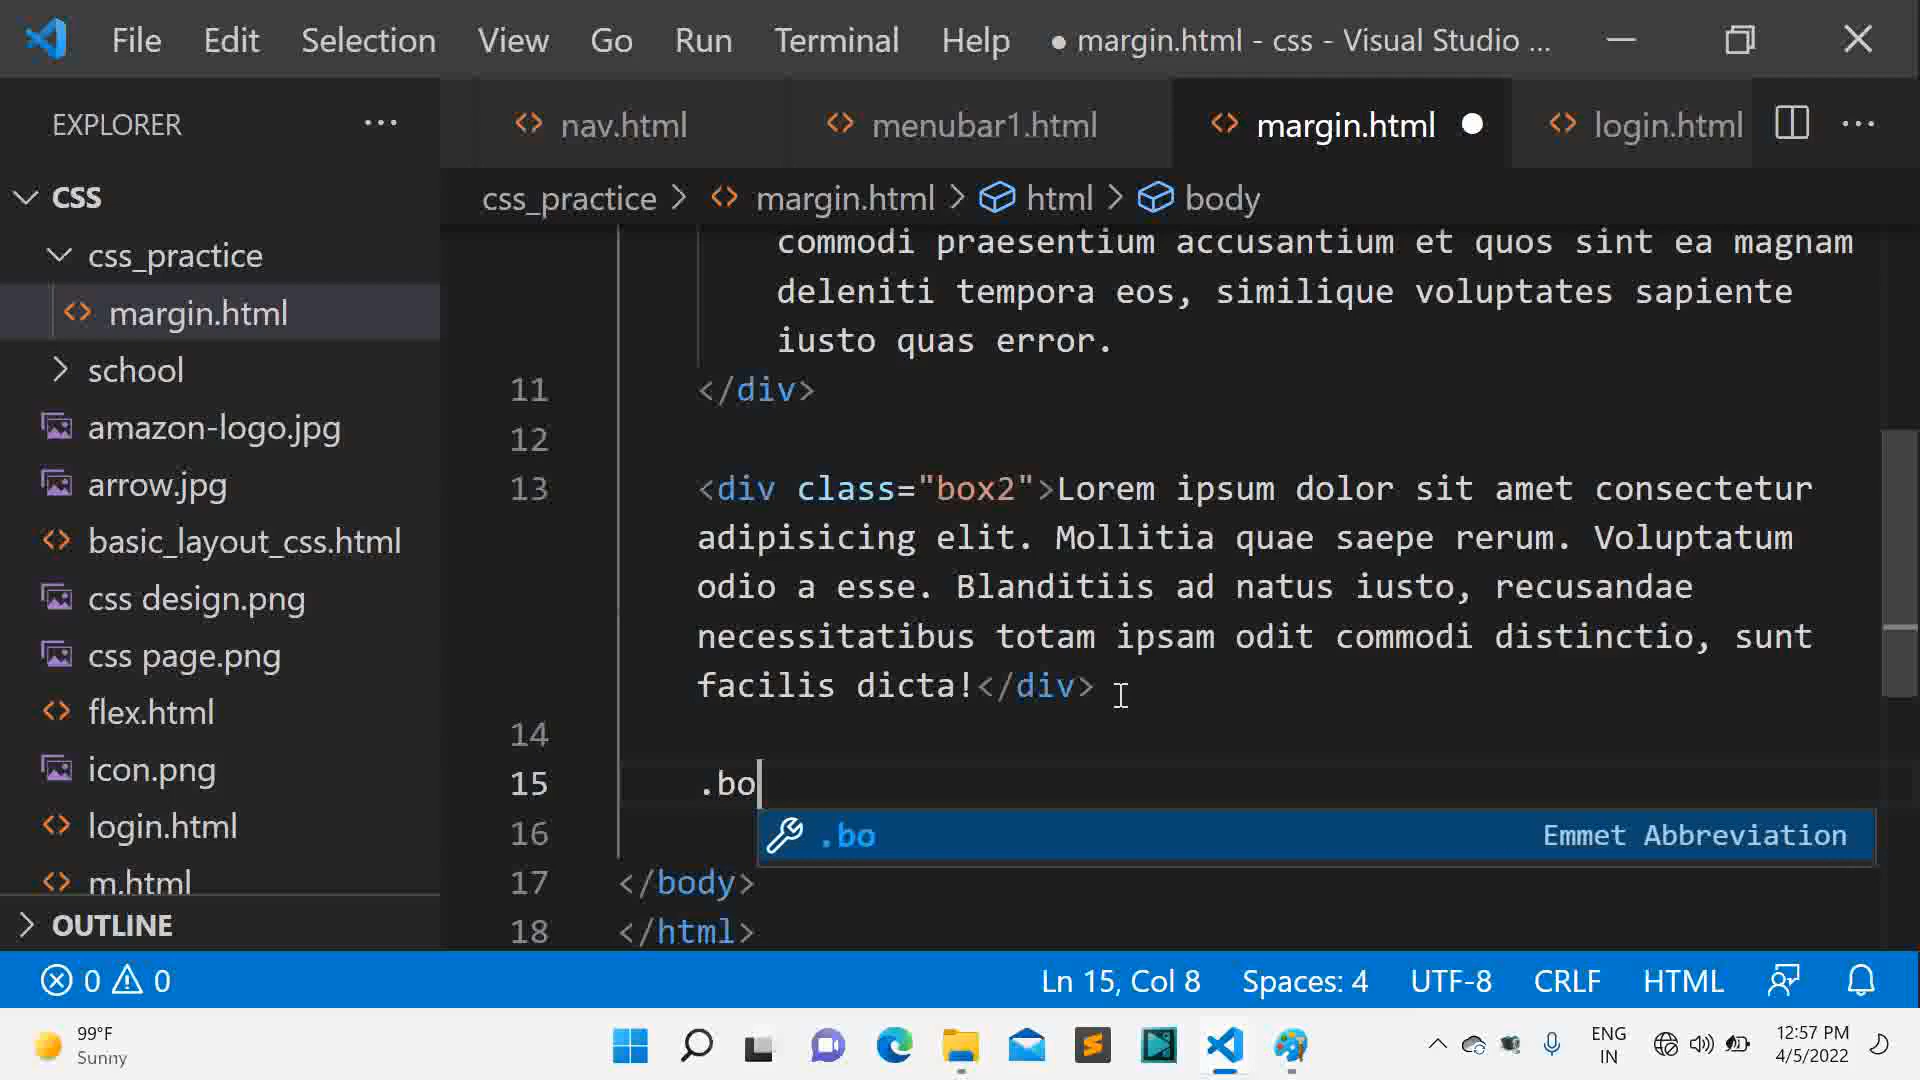 File Edit Selection View Go Run Terminal Help ● margin.html - css - Visual Studio ...
EXPLORER ...
nav.html menubar1.html margin.html ● login.html ...
css_practice > margin.html > html > body
CSS
css_practice
margin.html
school
amazon-logo.jpg
arrow.jpg
basic_layout_css.html
css design.png
css page.png
flex.html
icon.png
login.html
m.html
OUTLINE
commodi praesentium accusantium et quos sint ea magnam
deleniti tempora eos, similique voluptates sapiente
iusto quas error.
11 </div>
12
13 <div class="box2">Lorem ipsum dolor sit amet consectetur
adipisicing elit. Mollitia quae saepe rerum. Voluptatum
odio a esse. Blanditiis ad natus iusto, recusandae
necessitatibus totam ipsam odit commodi distinctio, sunt
facilis dicta!</div>
14
15 .bo
16 .bo Emmet Abbreviation
17 </body>
18 </html>
0 0 Ln 15, Col 8 Spaces: 4 UTF-8 CRLF HTML
99°F
Sunny
ENG
IN
12:57 PM
4/5/2022